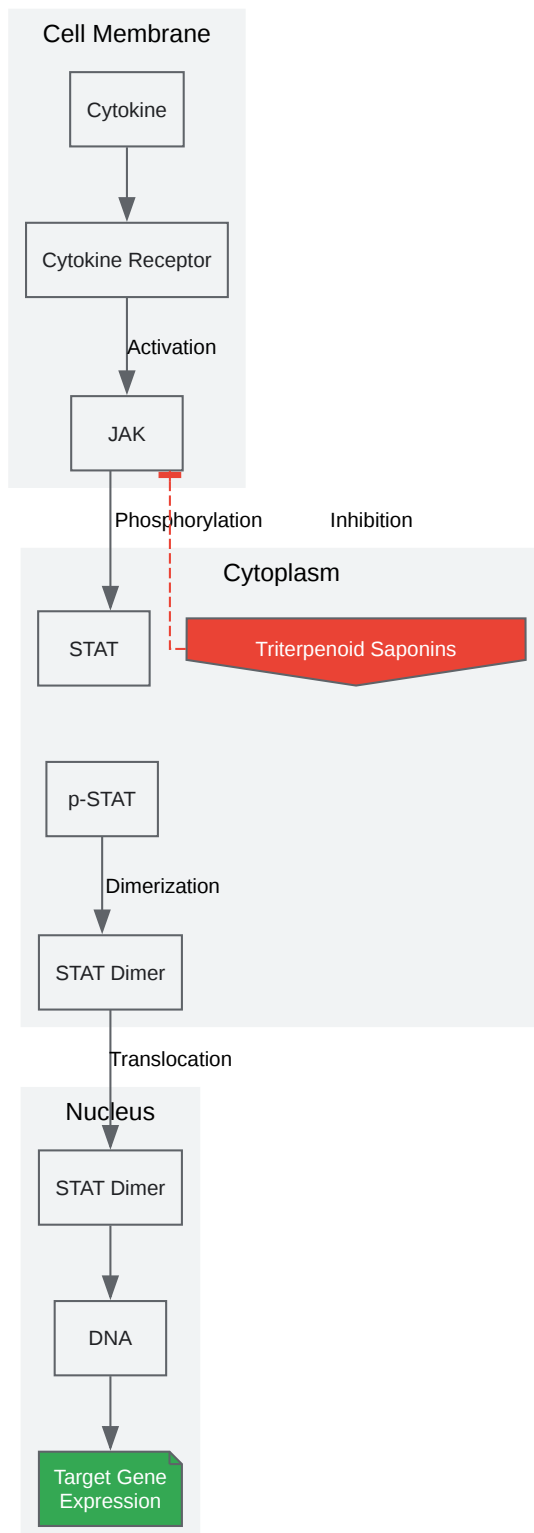 Cell Membrane
Cytokine
Cytokine Receptor
Activation
JAK
Phosphorylation
Inhibition
Cytoplasm
STAT
Triterpenoid Saponins
p-STAT
Dimerization
STAT Dimer
Translocation
Nucleus
STAT Dimer
DNA
Target Gene
Expression